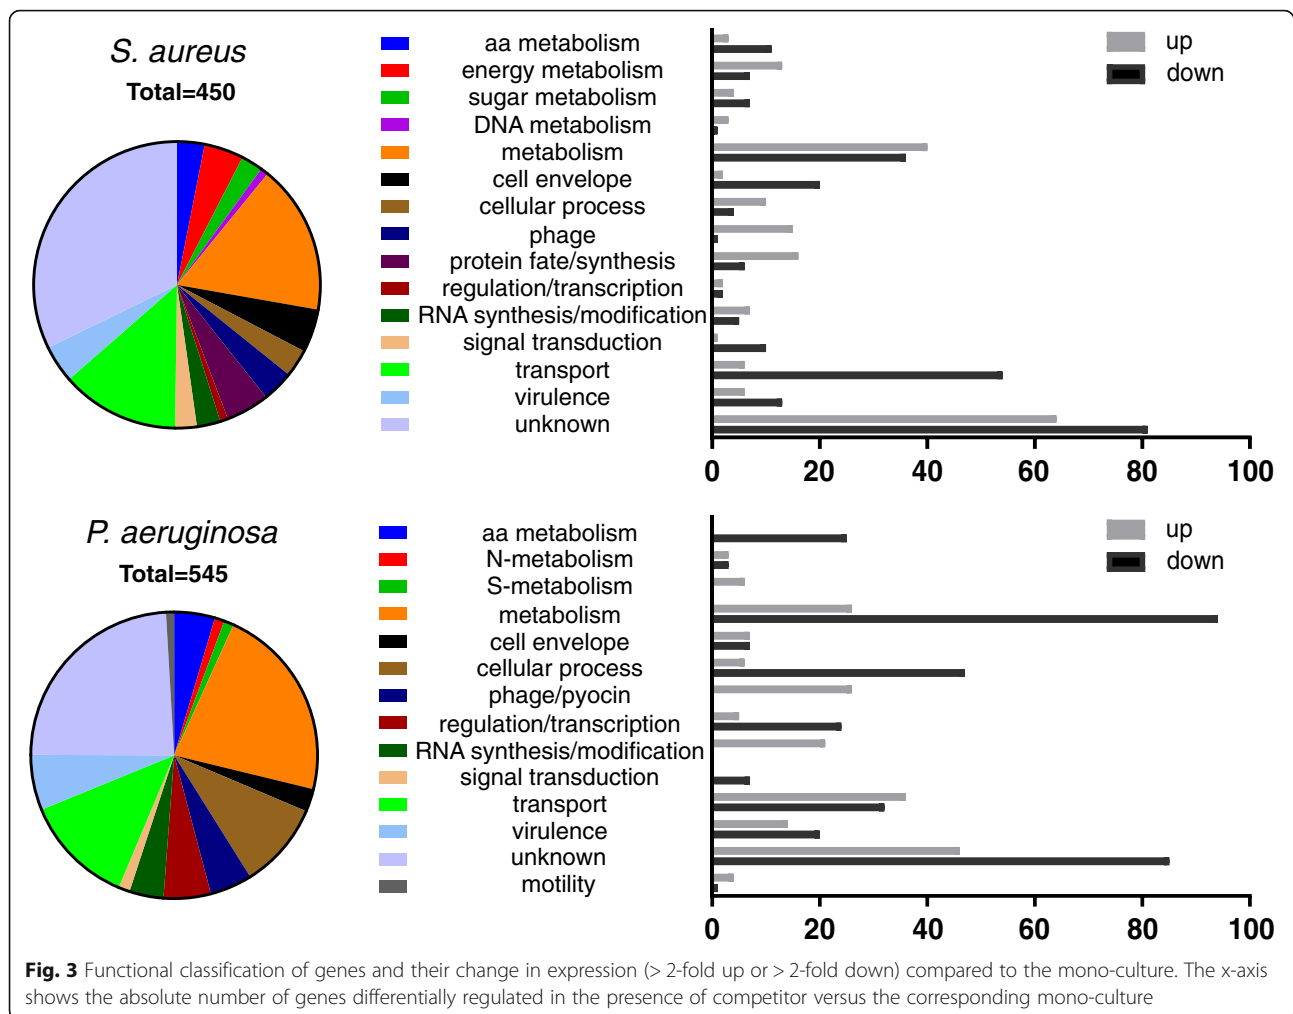 S. aureus
Total=450
aa metabolism
energy metabolism
sugar metabolism
DNA metabolism
metabolism
cell envelope
cellular process
phage
protein fate/synthesis
regulation/transcription
RNA synthesis/modification
signal transduction
transport
virulence
unknown
up
down
0 20 40 60 80 100
P. aeruginosa
Total=545
aa metabolism
N-metabolism
S-metabolism
metabolism
cell envelope
cellular process
phage/pyocin
regulation/transcription
RNA synthesis/modification
signal transduction
transport
virulence
unknown
motility
up
down
0 20 40 60 80 100
Fig. 3 Functional classification of genes and their change in expression (> 2-fold up or > 2-fold down) compared to the mono-culture. The x-axis
shows the absolute number of genes differentially regulated in the presence of competitor versus the corresponding mono-culture